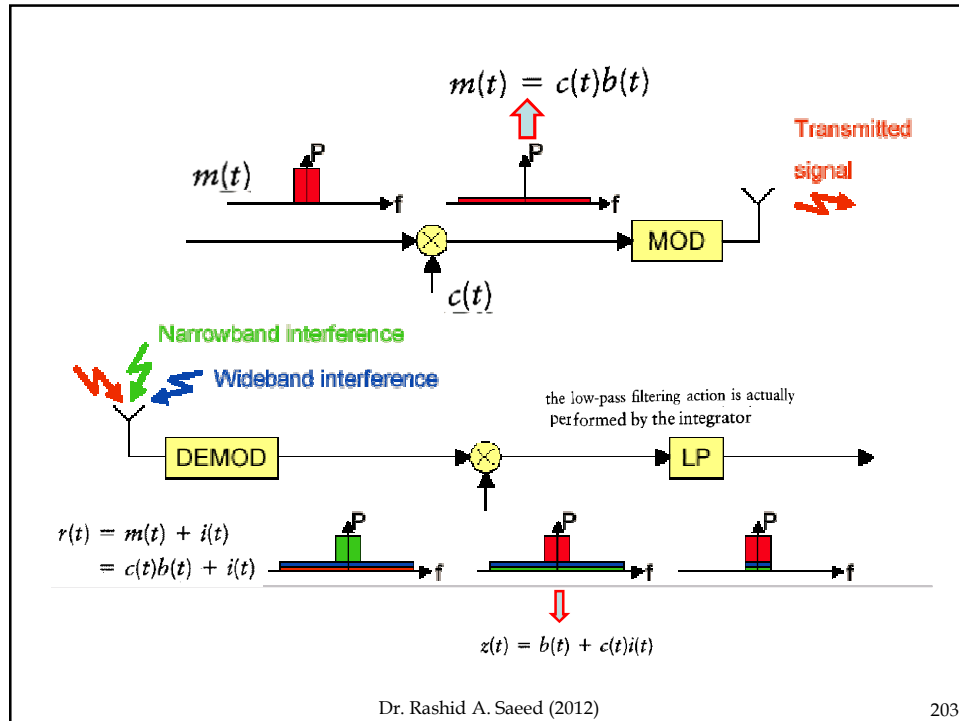 m(t) = c(t)b(t)
Transmitted
signal
m(t)
P
f
P
f
MOD
c(t)
Narrowband interference
Wideband interference
the low-pass filtering action is actually
performed by the integrator
DEMOD
LP
r(t) = m(t) + i(t)
= c(t)b(t) + i(t)
P
f
P
f
P
f
z(t) = b(t) + c(t)i(t)
Dr. Rashid A. Saeed (2012)
203